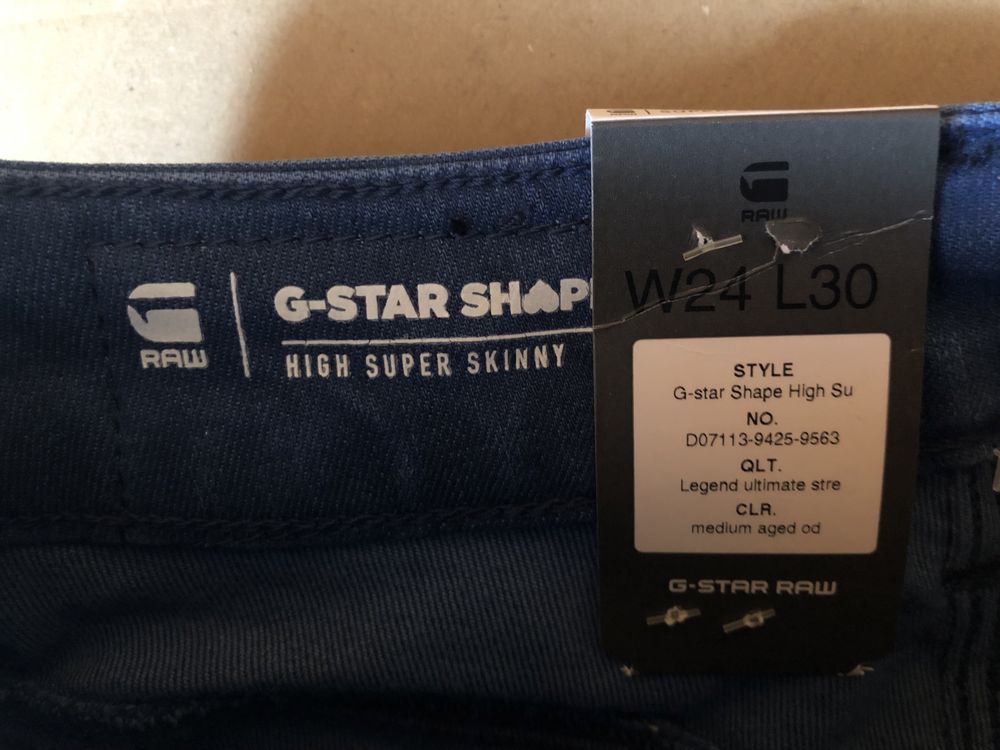 RAW
G-STAR SHAP
HIGH SUPER SKINNY
RAW
W24 L30
STYLE
G-star Shape High Su
NO.
D07113-9425-9563
QLT.
Legend ultimate stre
CLR.
medium aged od
G-STAR RAW